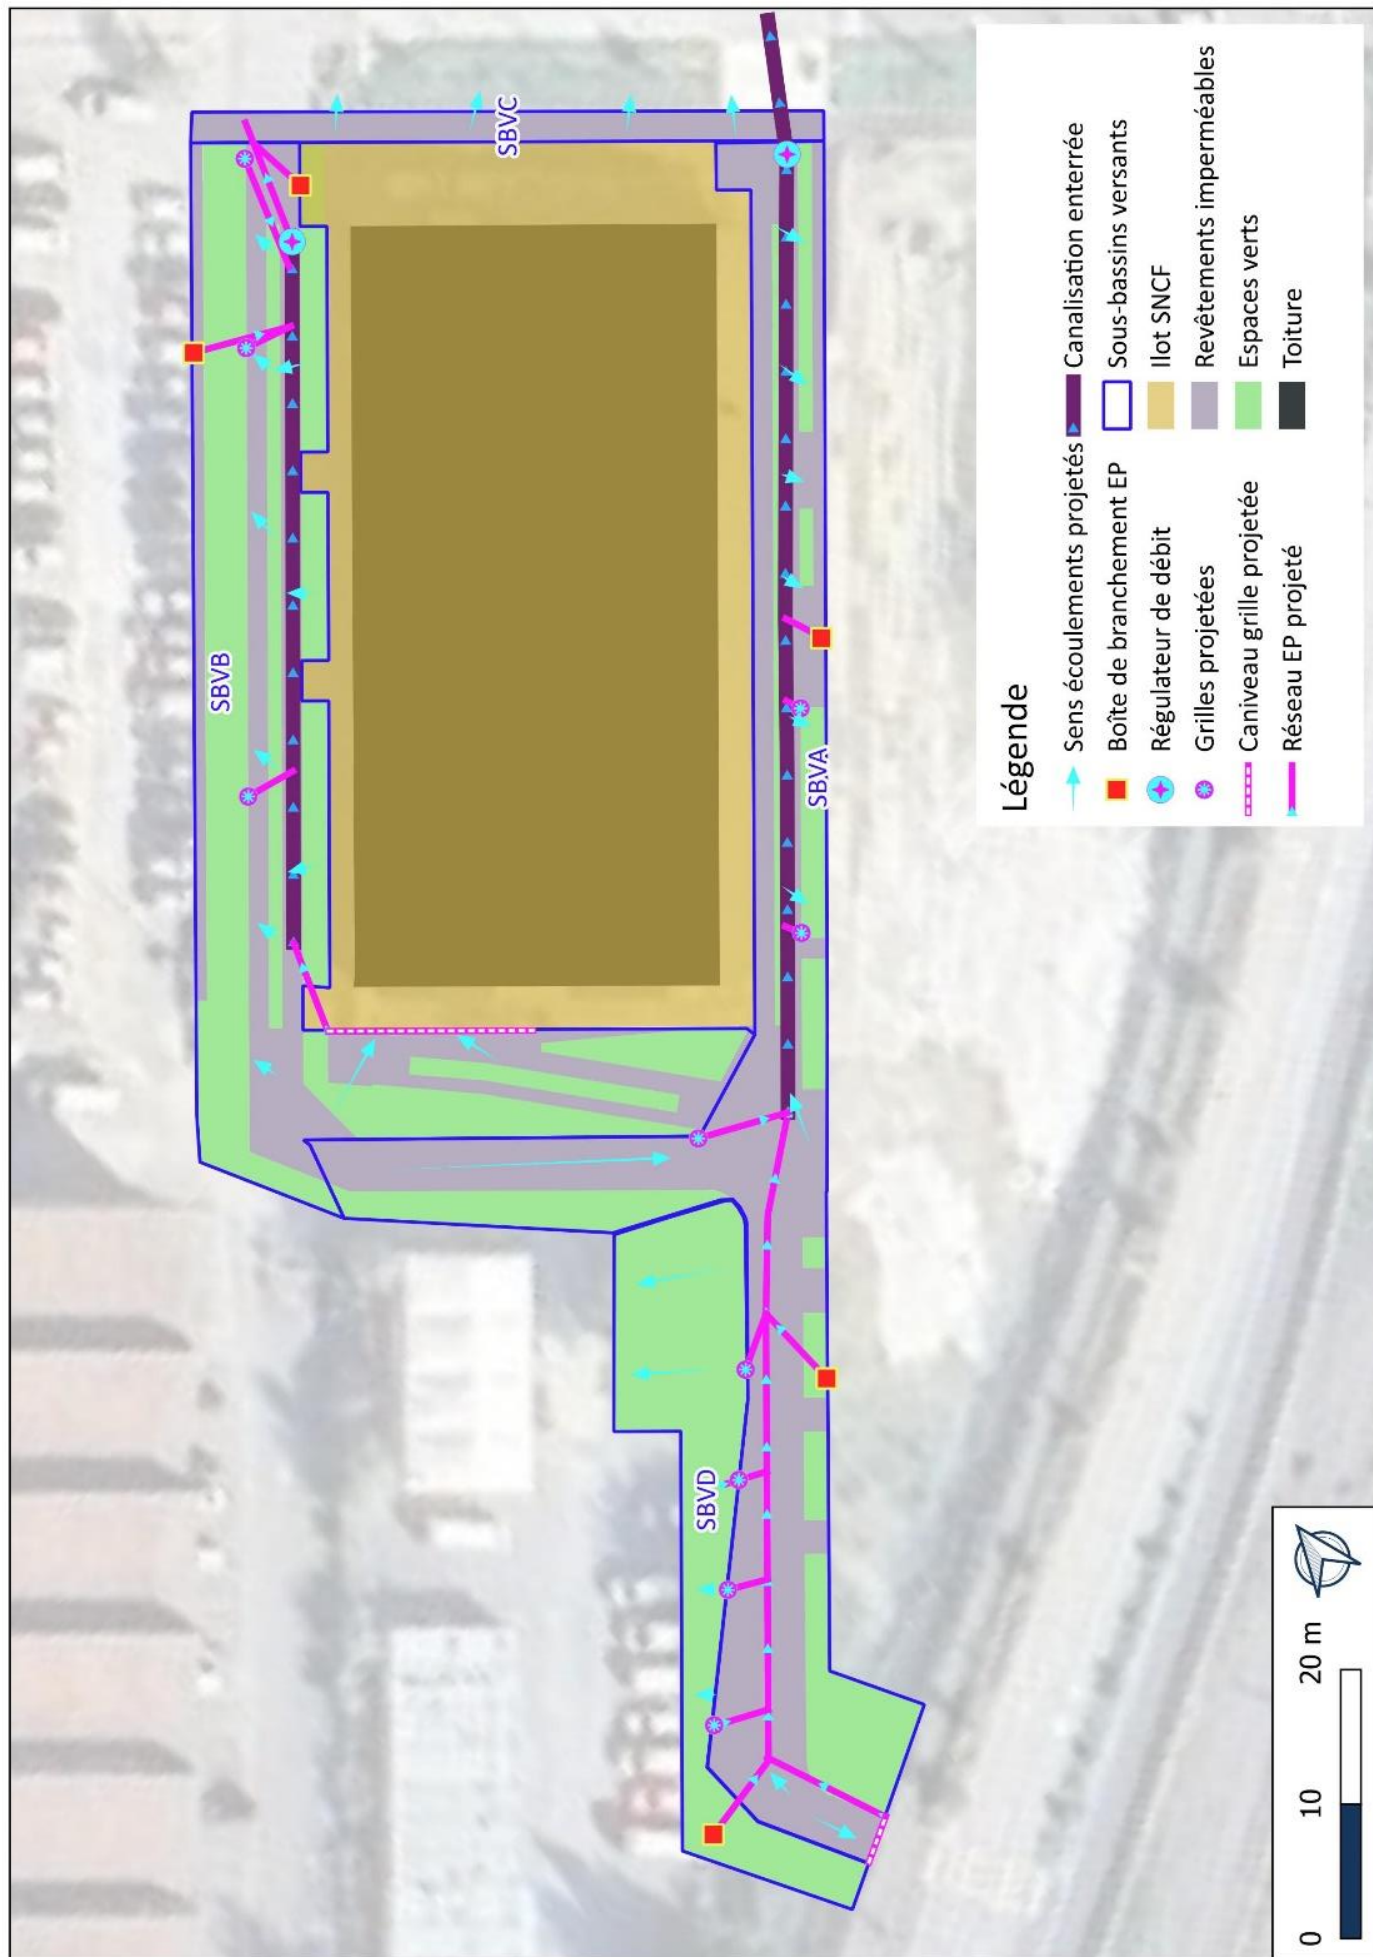 SBVC
SBVB
SBVA
SBVD
Légende
Sens écoulements projetés
Boîte de branchement EP
Régulateur de débit
Grilles projetées
Caniveau grille projetée
Réseau EP projeté
Canalisation enterrée
Sous-bassins versants
Ilot SNCF
Revêtements imperméables
Espaces verts
Toiture
0 10 20 m